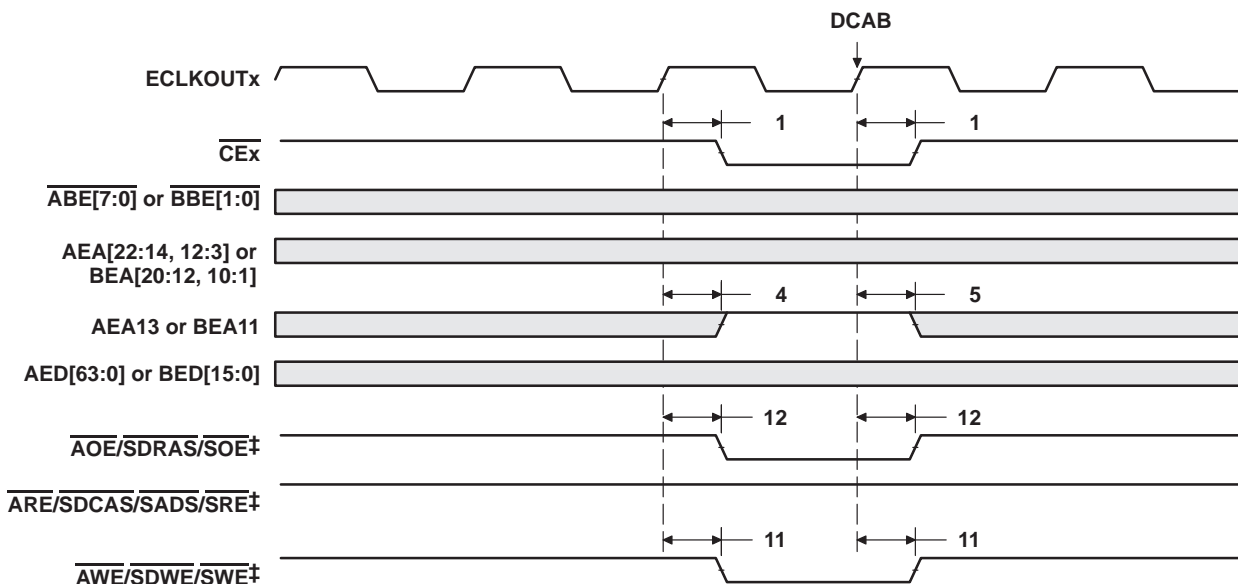 DCAB
ECLKOUTx
1 1
CEx
ABE[7:0] or BBE[1:0]
AEA[22:14, 12:3] or
BEA[20:12, 10:1]
4 5
AEA13 or BEA11
AED[63:0] or BED[15:0]
12 12
AOE/SDRAS/SOE‡
ARE/SDCAS/SADS/SRE‡
11 11
AWE/SDWE/SWE‡